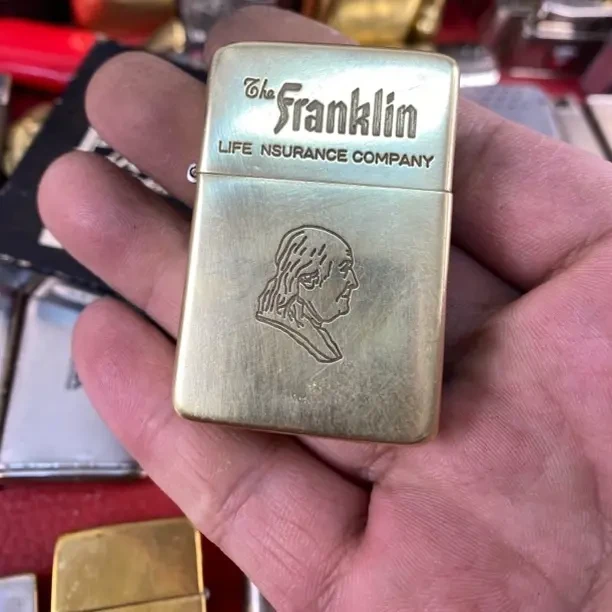 The Franklin
LIFE NSURANCE COMPANY